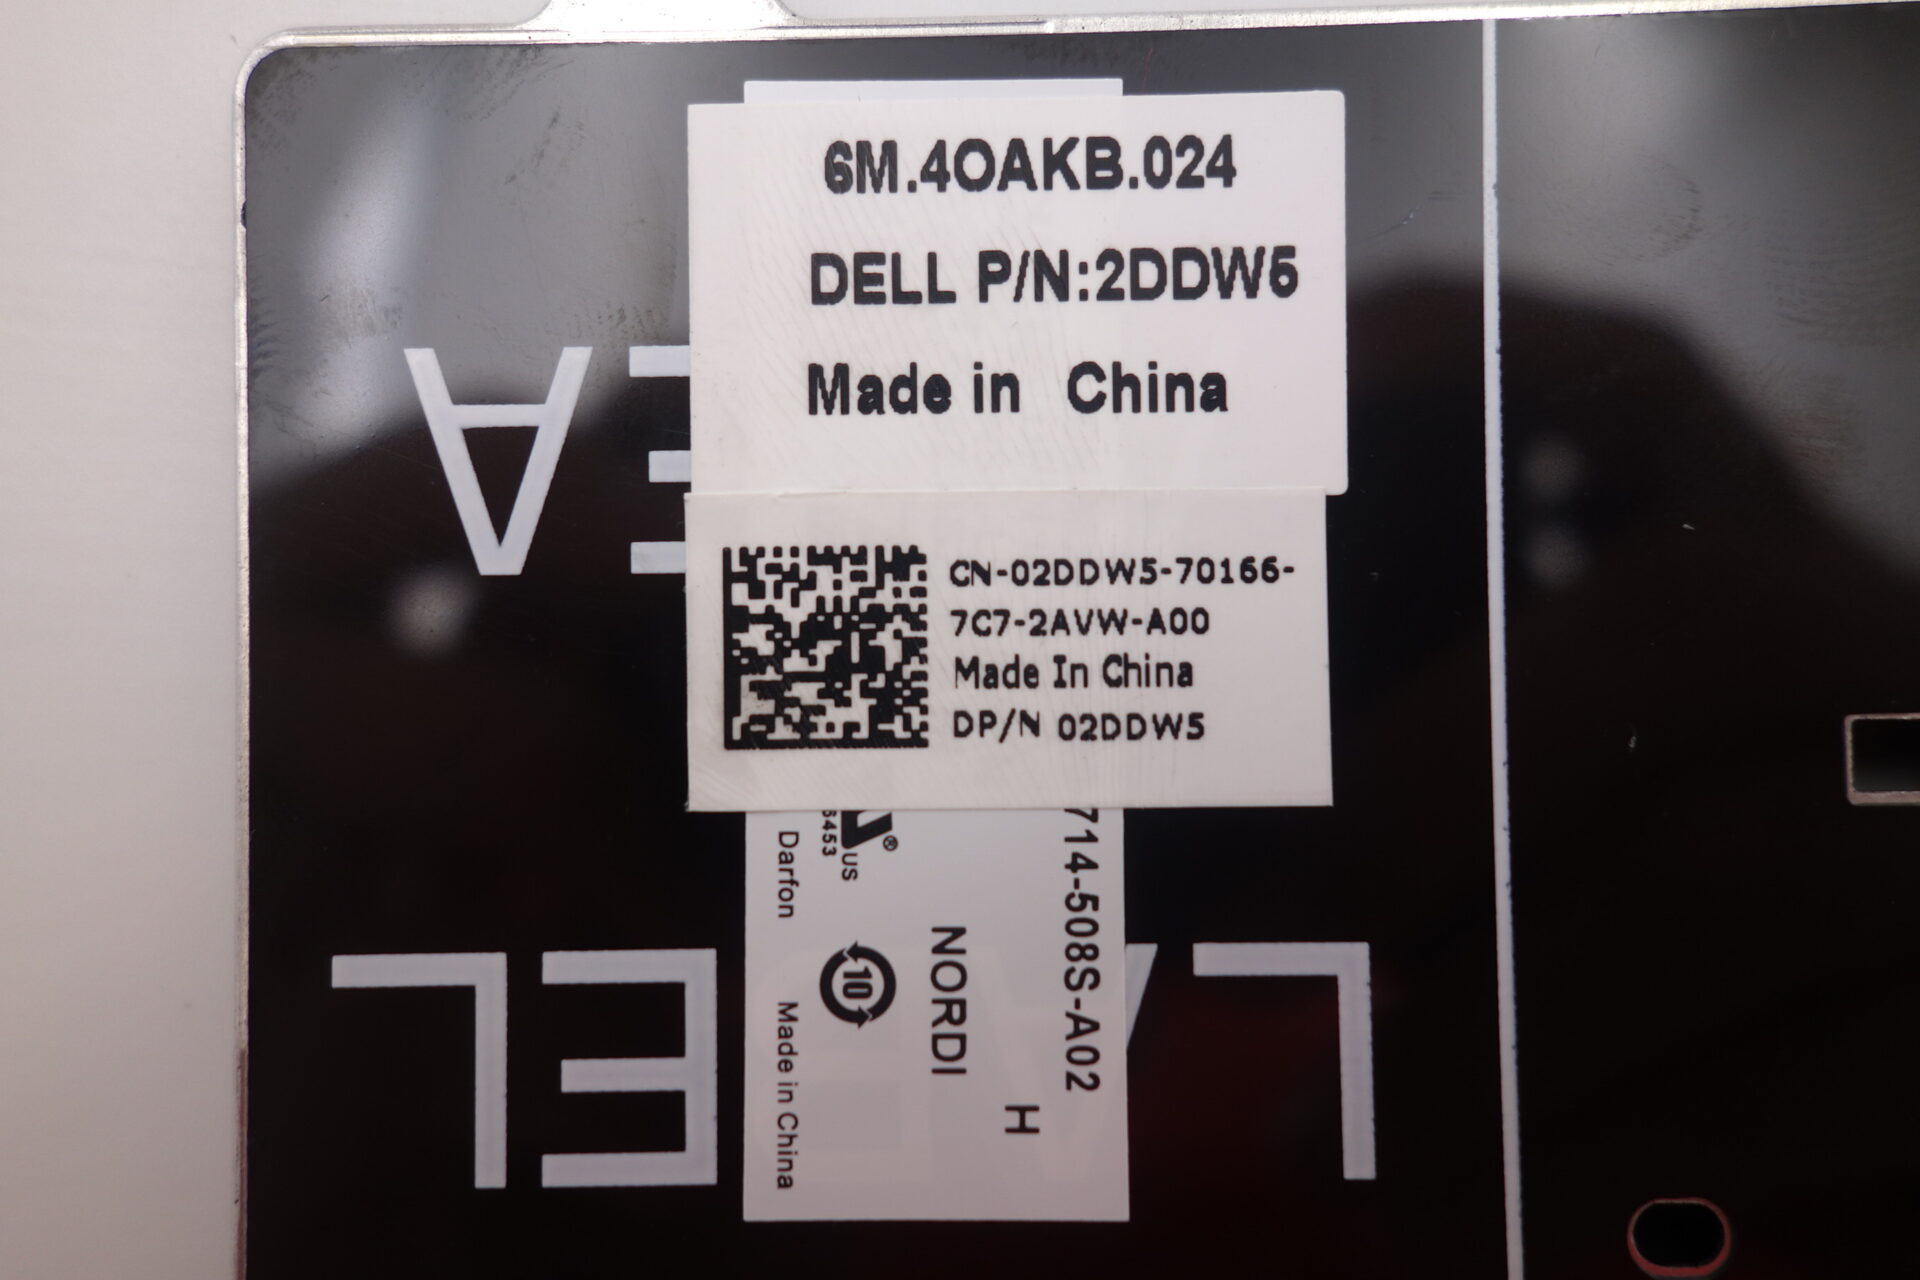 6M.4OAKB.024
DELL P/N:2DDW5
Made in China
CN-02DDW5-70166-
7C7-2AVW-A00
Made In China
DP/N 02DDW5
714-508S-A02
H
NORDI
10
®
US
Darfon
Made in China
LABEL